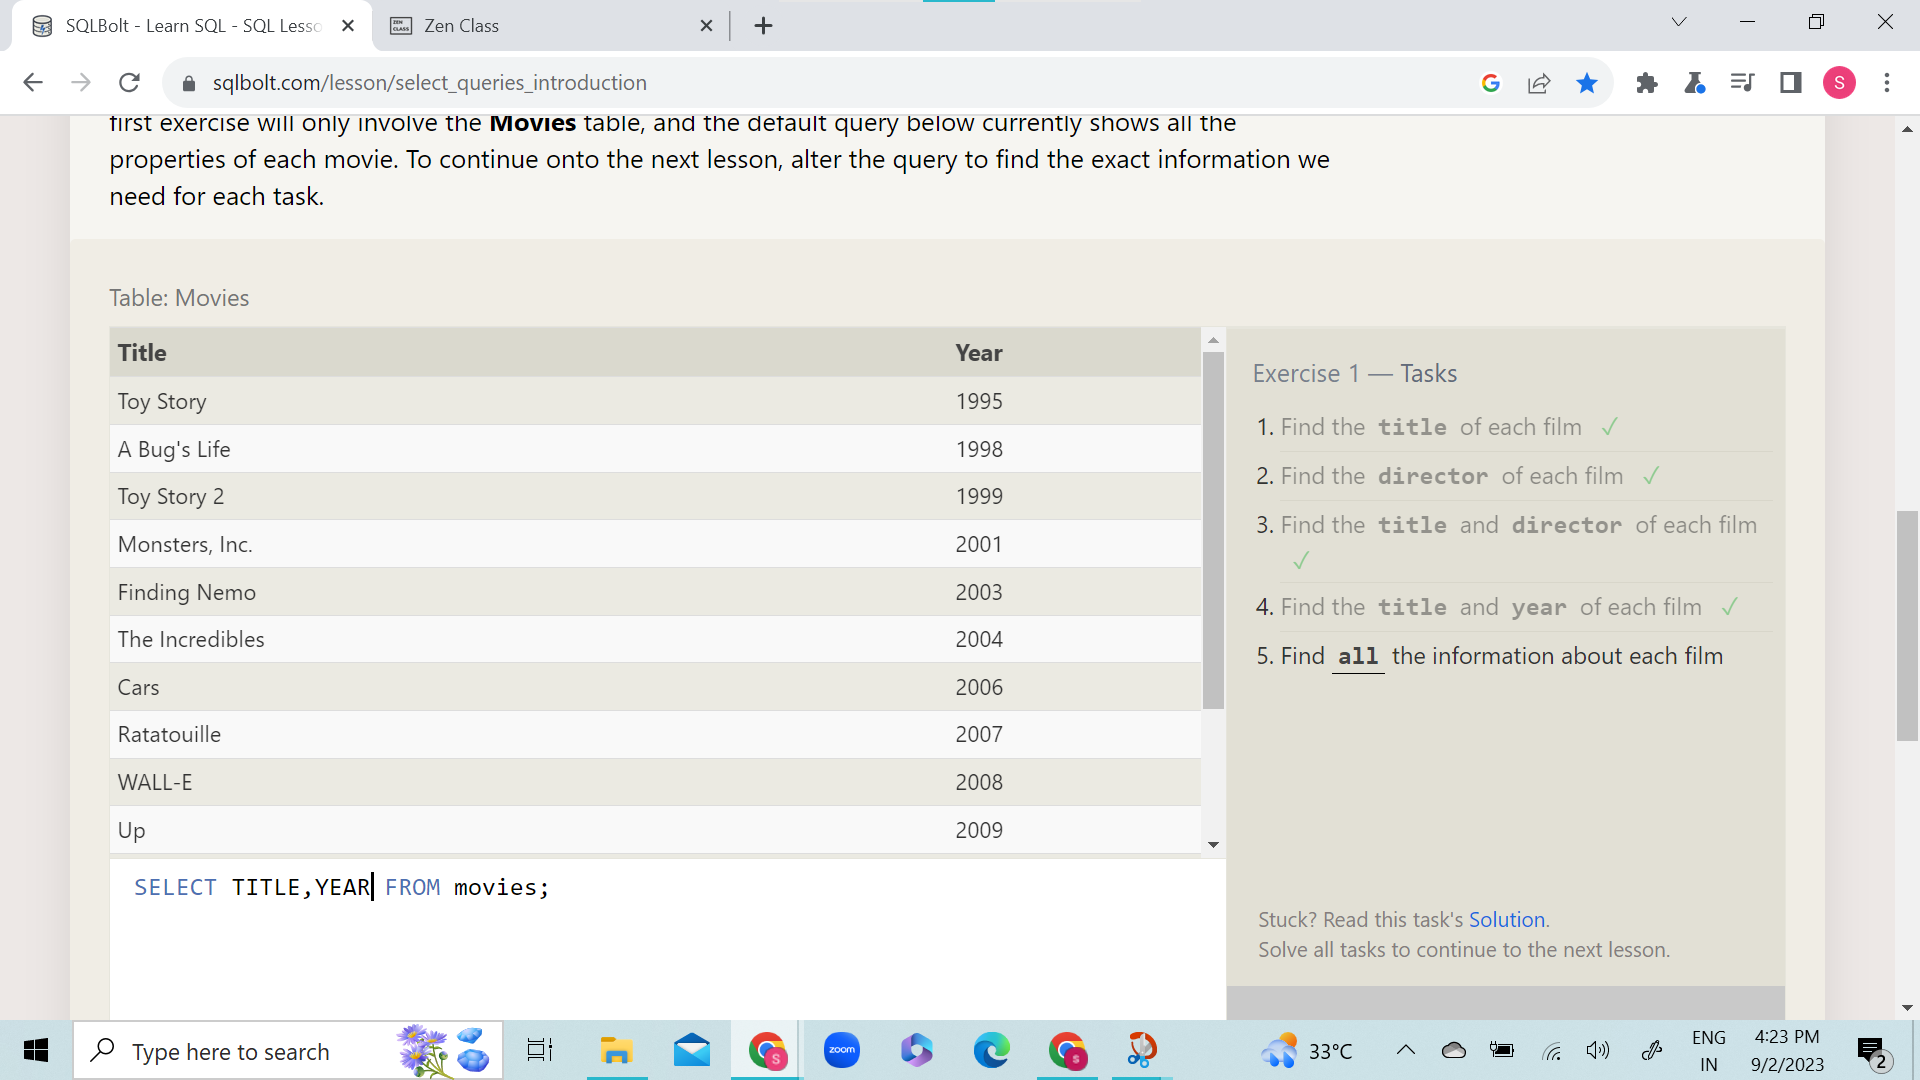 SQLBolt - Learn SQL - SQL Lesso
Zen Class
sqlbolt.com/lesson/select_queries_introduction
S
first exercise will only involve the Movies table, and the default query below currently shows all the
properties of each movie. To continue onto the next lesson, alter the query to find the exact information we
need for each task.
Table: Movies
Title Year
Toy Story 1995
A Bug's Life 1998
Toy Story 2 1999
Monsters, Inc. 2001
Finding Nemo 2003
The Incredibles 2004
Cars 2006
Ratatouille 2007
WALL-E 2008
Up 2009
SELECT TITLE,YEAR FROM movies;
Exercise 1 — Tasks
1. Find the title of each film ✓
2. Find the director of each film ✓
3. Find the title and director of each film
✓
4. Find the title and year of each film ✓
5. Find all the information about each film
Stuck? Read this task's Solution.
Solve all tasks to continue to the next lesson.
Type here to search
zoom
33°C
ENG
IN
4:23 PM
9/2/2023
2